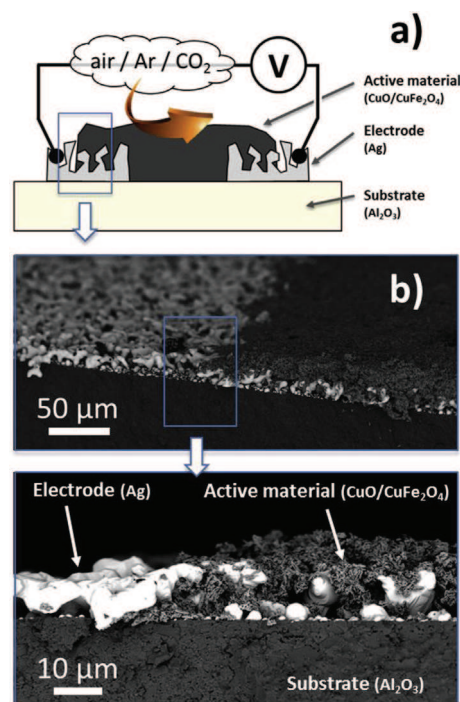 a)
air / Ar / CO₂
V
Active material
(CuO/CuFe₂O₄)
Electrode
(Ag)
Substrate
(Al₂O₃)
b)
50 µm
Electrode (Ag)
Active material (CuO/CuFe₂O₄)
10 µm
Substrate (Al₂O₃)